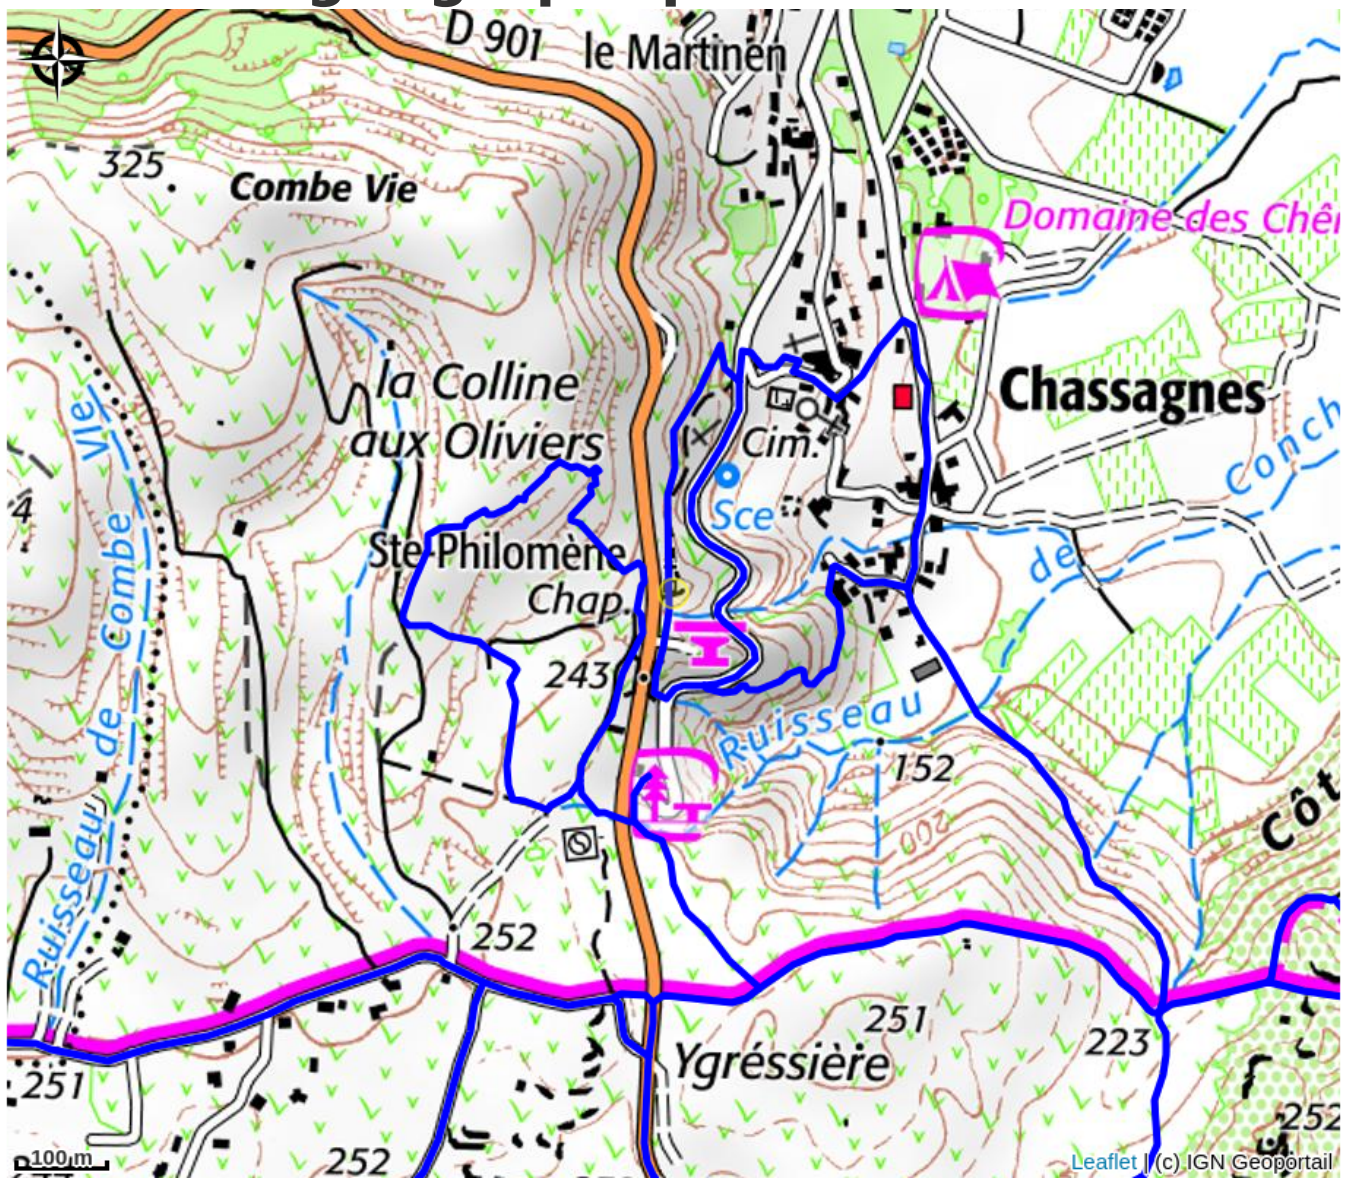 D 901
le Martinen
325
Combe Vie
Domaine des Chên
la Colline
aux Oliviers
Chassagnes
Cim.
Vie
4
Sce
Conch
Ste-Philomène
Chap.
de
Combe
243
Ruisseau
152
de
200
Côt
Ruisseau
252
251
Ygréssière
223
251
252
252
100 m
Leaflet | (c) IGN Geoportail